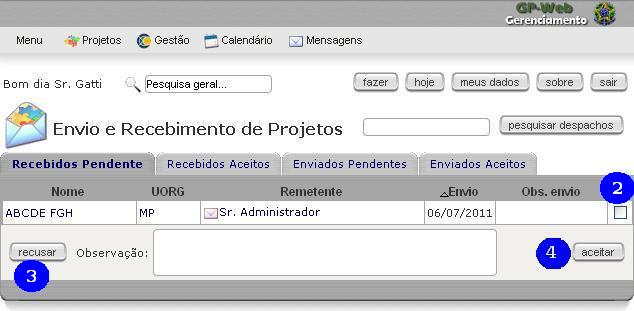 GP-Web
Gerenciamento
Menu Projetos Gestão Calendário Mensagens
Bom dia Sr. Gatti Pesquisa geral... fazer hoje meus dados sobre sair
Envio e Recebimento de Projetos pesquisar despachos
Recebidos Pendente Recebidos Aceitos Enviados Pendentes Enviados Aceitos
Nome UORG Remetente Envio Obs. envio 2
ABCDE FGH MP Sr. Administrador 06/07/2011
recusar Observação: 4 aceitar
3